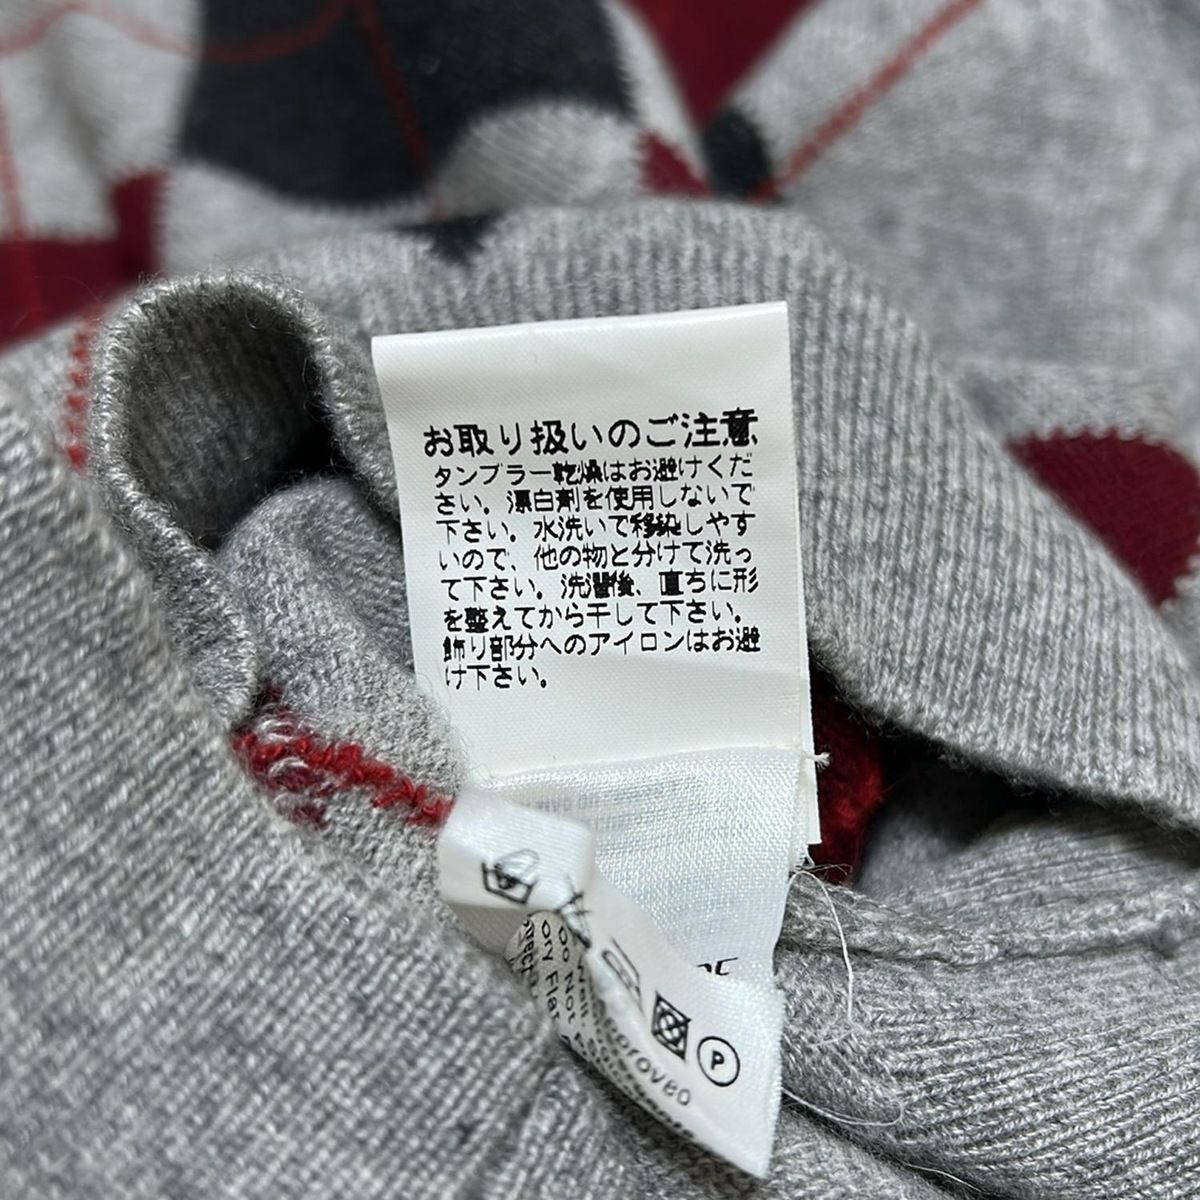 お取り扱いのご注意
タンブラー乾燥はお避けくだ
さい。漂白剤を使用しないで
下さい。水洗いで移染しやす
いので、他の物と分けて洗っ
て下さい。洗濯後、直ちに形
を整えてから干して下さい。
飾り部分へのアイロンはお避
け下さい。
P
Do Not
ory Flat